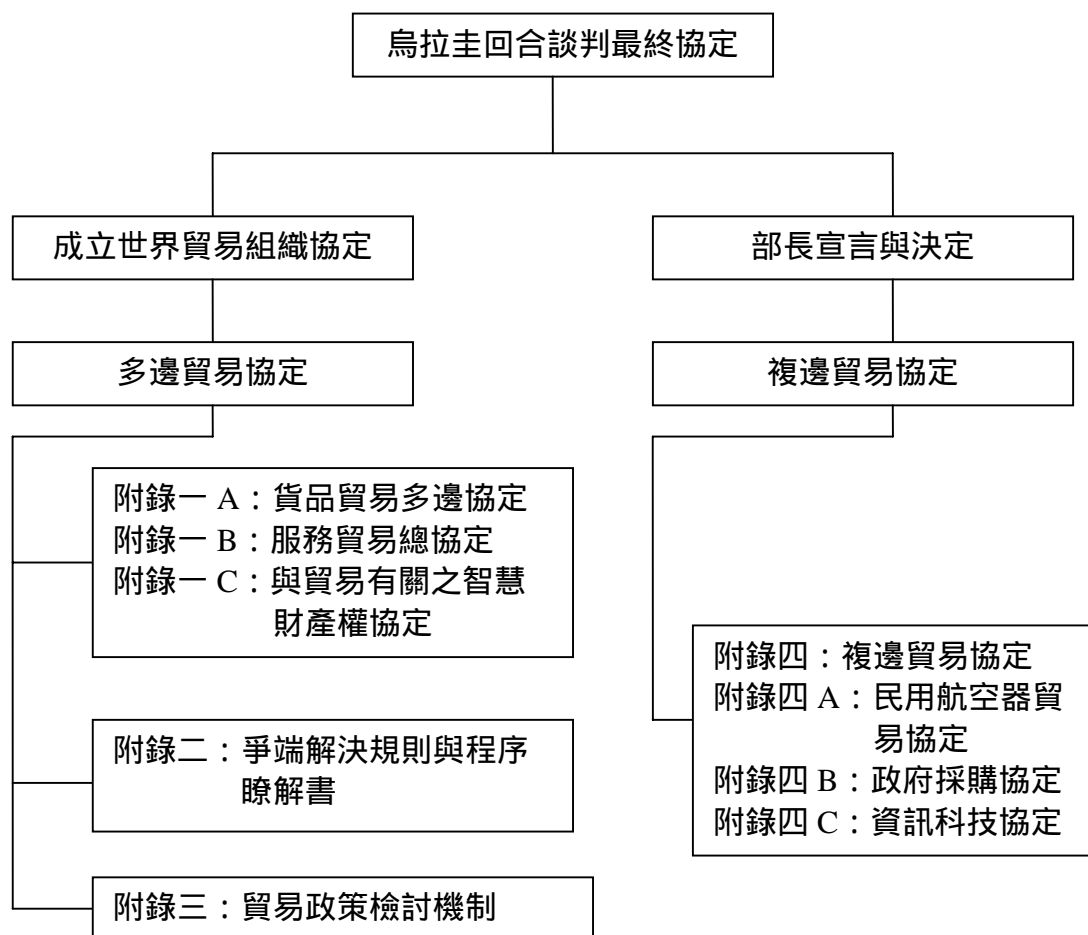 烏拉圭回合談判最終協定
成立世界貿易組織協定
部長宣言與決定
多邊貿易協定
複邊貿易協定
附錄一 A：貨品貿易多邊協定
附錄一 B：服務貿易總協定
附錄一 C：與貿易有關之智慧
財產權協定
附錄二：爭端解決規則與程序
瞭解書
附錄三：貿易政策檢討機制
附錄四：複邊貿易協定
附錄四 A：民用航空器貿
易協定
附錄四 B：政府採購協定
附錄四 C：資訊科技協定